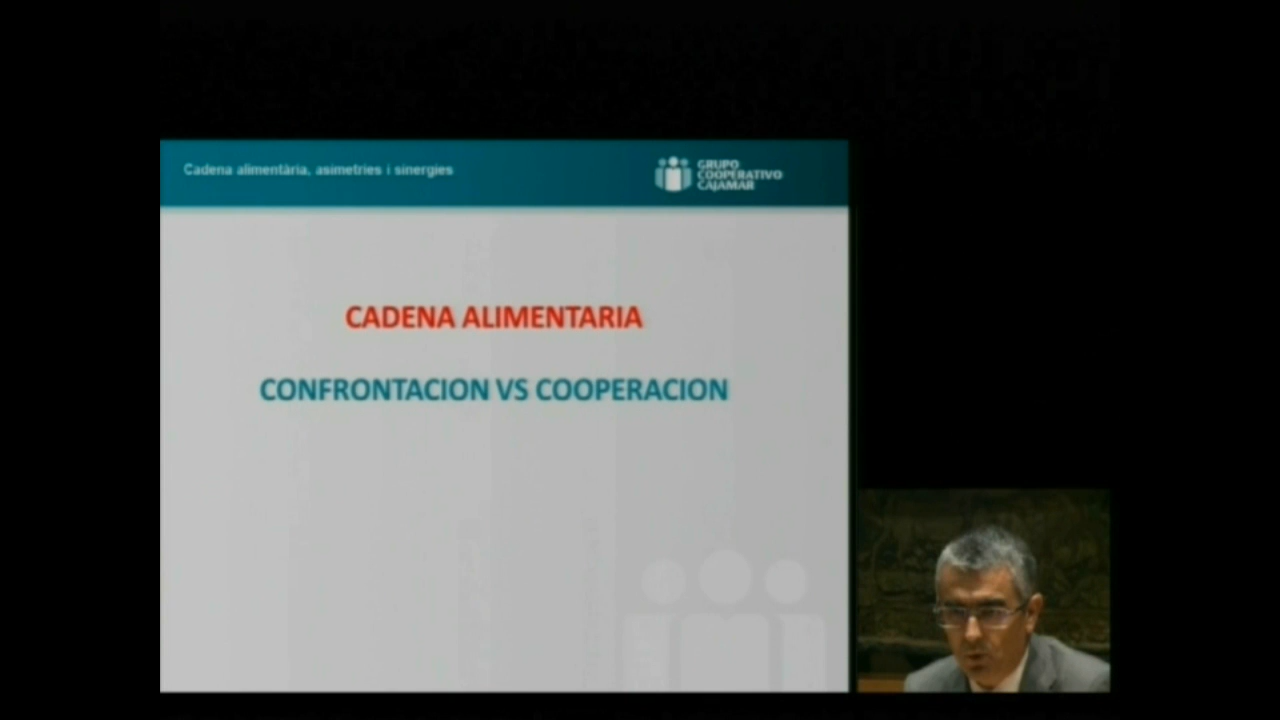 Cadena alimentària, asimetries i sinergies
GRUPO
COOPERATIVO
CAJAMAR
CADENA ALIMENTARIA
CONFRONTACION VS COOPERACION